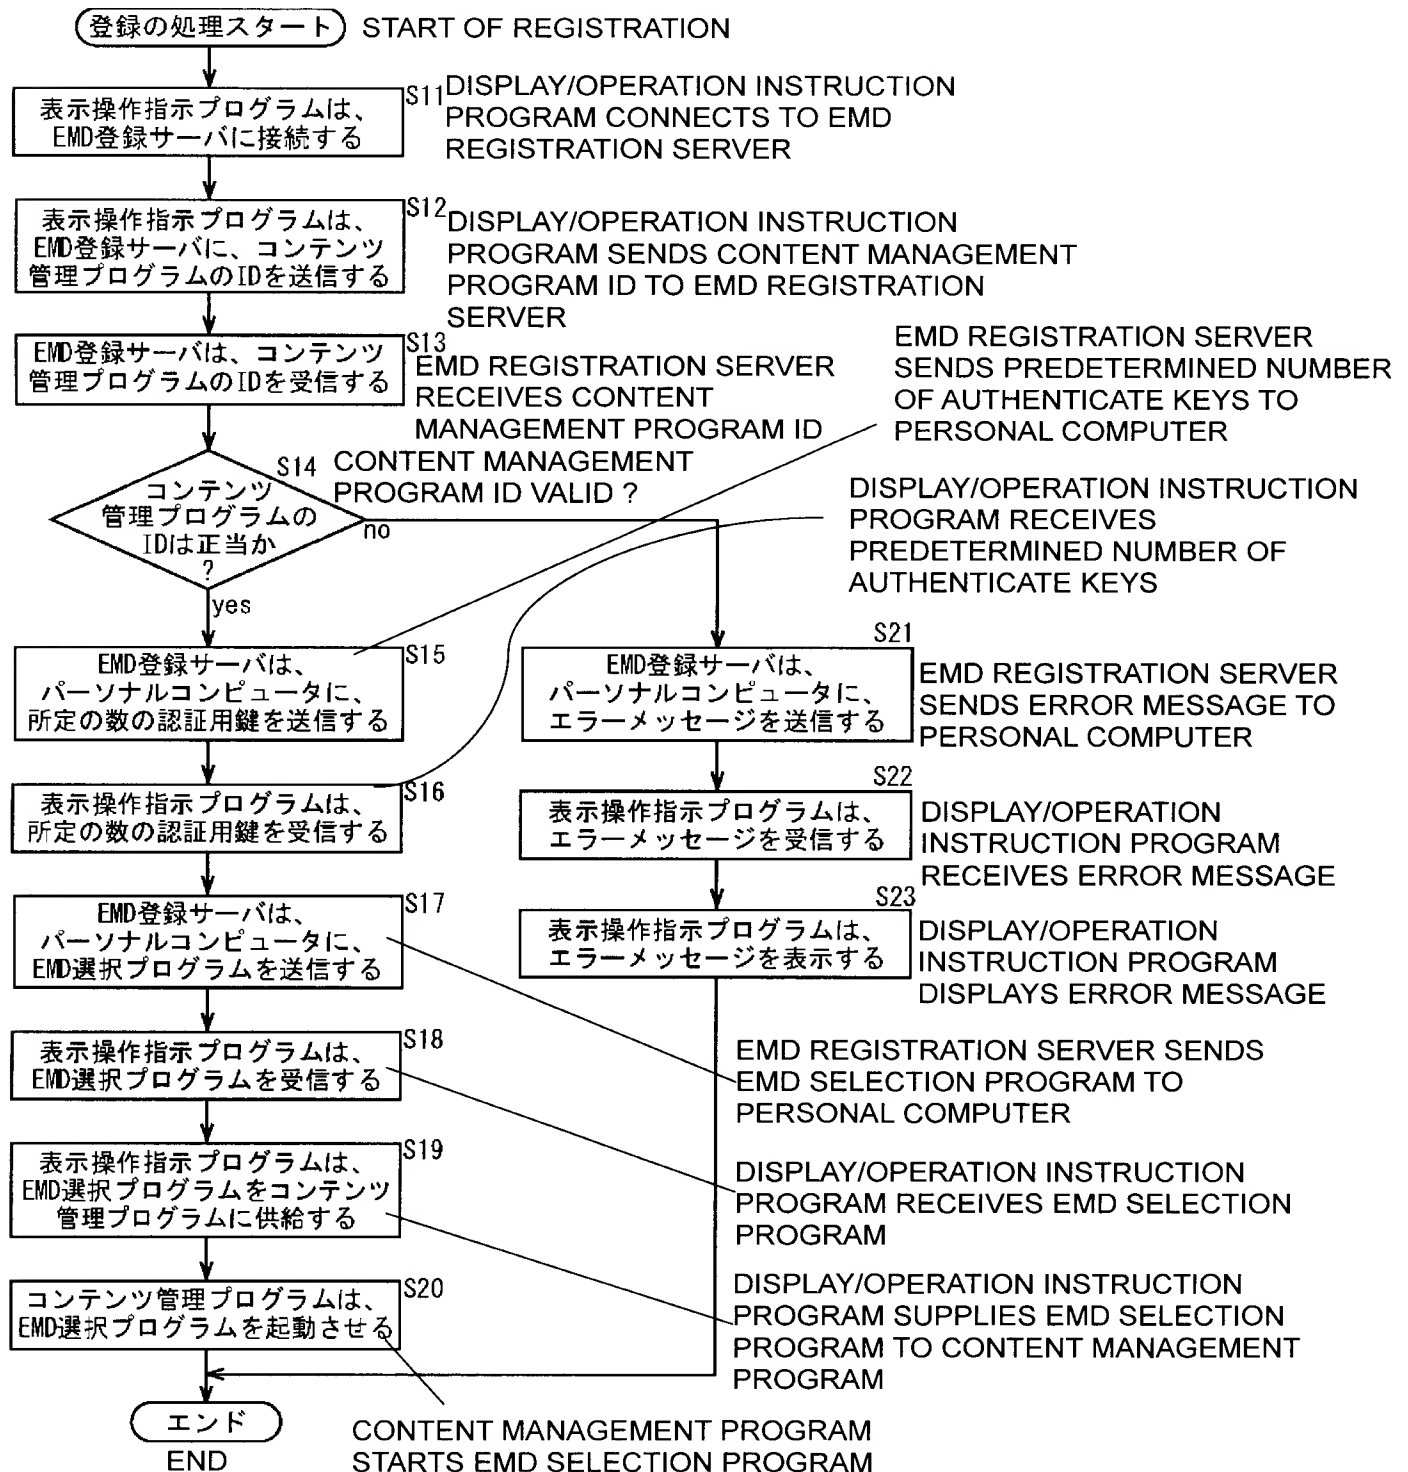 登録の処理スタート
START OF REGISTRATION
S11
表示操作指示プログラムは、
EMD登録サーバに接続する
DISPLAY/OPERATION INSTRUCTION
PROGRAM CONNECTS TO EMD
REGISTRATION SERVER
S12
表示操作指示プログラムは、
EMD登録サーバに、コンテンツ
管理プログラムのIDを送信する
DISPLAY/OPERATION INSTRUCTION
PROGRAM SENDS CONTENT MANAGEMENT
PROGRAM ID TO EMD REGISTRATION
SERVER
S13
EMD登録サーバは、コンテンツ
管理プログラムのIDを受信する
EMD REGISTRATION SERVER
RECEIVES CONTENT
MANAGEMENT PROGRAM ID
S14
コンテンツ
管理プログラムの
IDは正当か
?
CONTENT MANAGEMENT
PROGRAM ID VALID ?
no
yes
EMD REGISTRATION SERVER
SENDS PREDETERMINED NUMBER
OF AUTHENTICATE KEYS TO
PERSONAL COMPUTER
DISPLAY/OPERATION INSTRUCTION
PROGRAM RECEIVES
PREDETERMINED NUMBER OF
AUTHENTICATE KEYS
S15
EMD登録サーバは、
パーソナルコンピュータに、
所定の数の認証用鍵を送信する
S21
EMD登録サーバは、
パーソナルコンピュータに、
エラーメッセージを送信する
EMD REGISTRATION SERVER
SENDS ERROR MESSAGE TO
PERSONAL COMPUTER
S16
表示操作指示プログラムは、
所定の数の認証用鍵を受信する
S22
表示操作指示プログラムは、
エラーメッセージを受信する
DISPLAY/OPERATION
INSTRUCTION PROGRAM
RECEIVES ERROR MESSAGE
S17
EMD登録サーバは、
パーソナルコンピュータに、
EMD選択プログラムを送信する
S23
表示操作指示プログラムは、
エラーメッセージを表示する
DISPLAY/OPERATION
INSTRUCTION PROGRAM
DISPLAYS ERROR MESSAGE
S18
表示操作指示プログラムは、
EMD選択プログラムを受信する
EMD REGISTRATION SERVER SENDS
EMD SELECTION PROGRAM TO
PERSONAL COMPUTER
S19
表示操作指示プログラムは、
EMD選択プログラムをコンテンツ
管理プログラムに供給する
DISPLAY/OPERATION INSTRUCTION
PROGRAM RECEIVES EMD SELECTION
PROGRAM
S20
コンテンツ管理プログラムは、
EMD選択プログラムを起動させる
DISPLAY/OPERATION INSTRUCTION
PROGRAM SUPPLIES EMD SELECTION
PROGRAM TO CONTENT MANAGEMENT
PROGRAM
エンド
END
CONTENT MANAGEMENT PROGRAM
STARTS EMD SELECTION PROGRAM